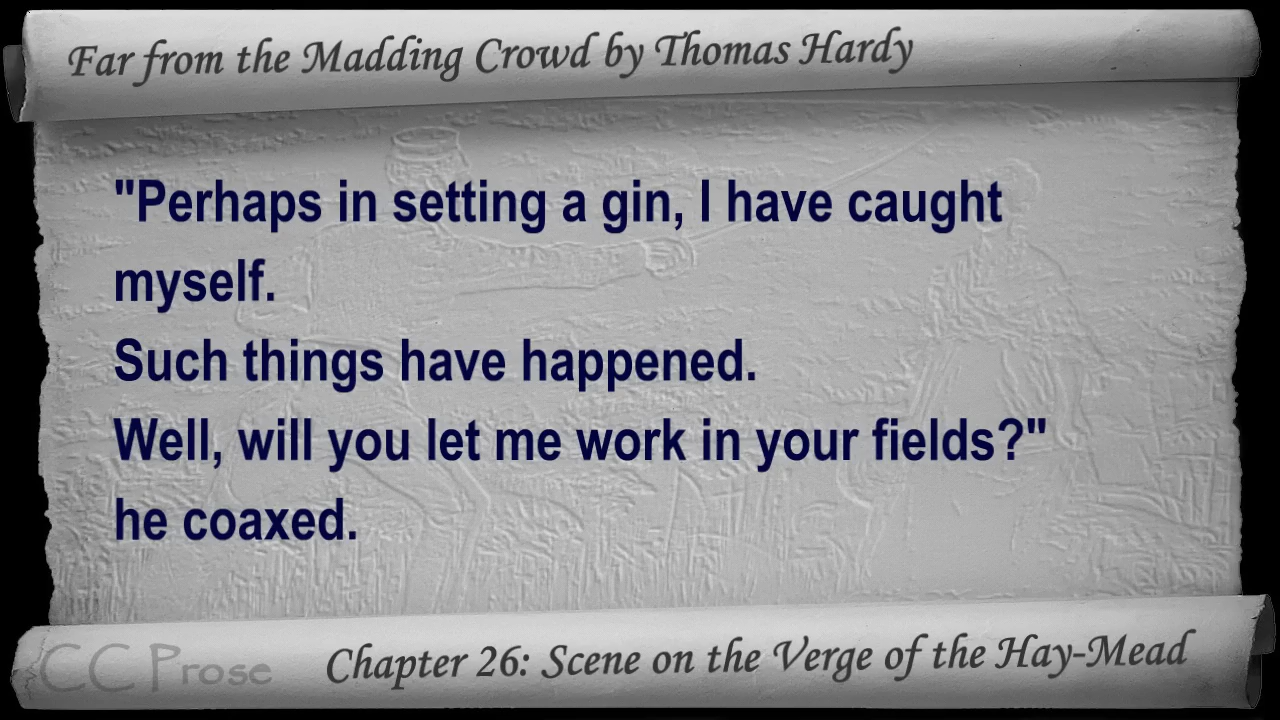 Far from the Madding Crowd by Thomas Hardy
"Perhaps in setting a gin, I have caught
myself.
Such things have happened.
Well, will you let me work in your fields?"
he coaxed.
CC Prose
Chapter 26: Scene on the Verge of the Hay-Mead